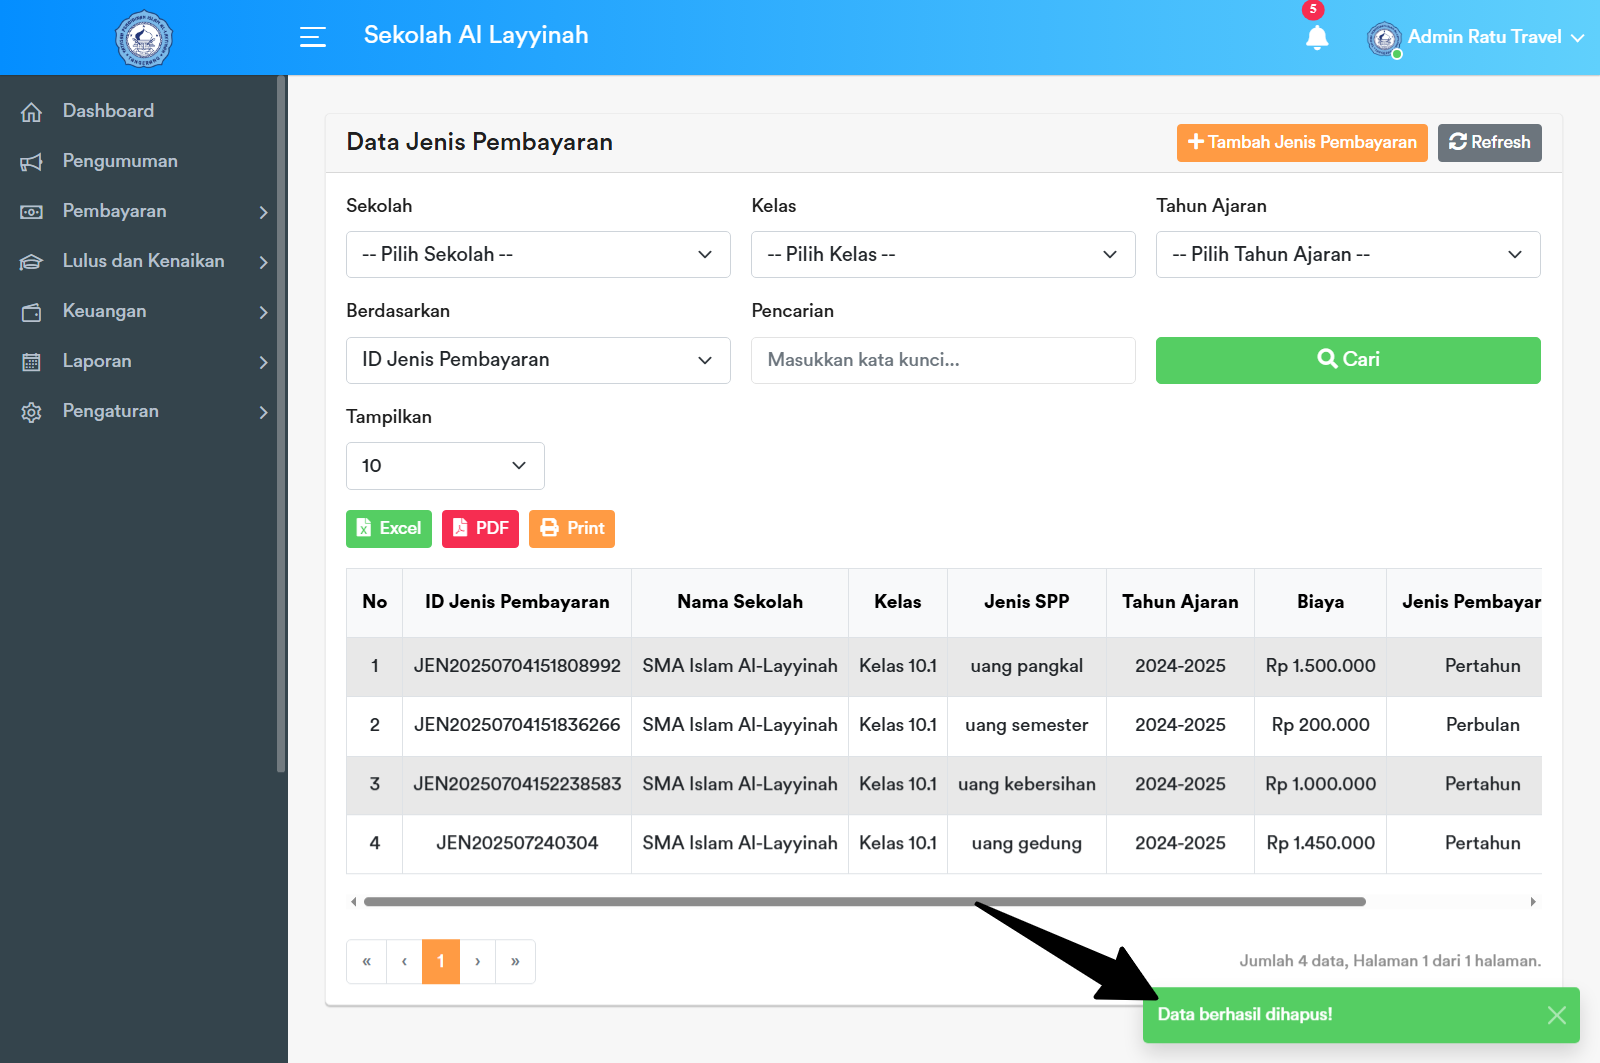 Sekolah Al Layyinah
5
Admin Ratu Travel
Dashboard
Pengumuman
Pembayaran
Lulus dan Kenaikan
Keuangan
Laporan
Pengaturan
Data Jenis Pembayaran
Tambah Jenis Pembayaran
Refresh
Sekolah Kelas Tahun Ajaran
-- Pilih Sekolah -- -- Pilih Kelas -- -- Pilih Tahun Ajaran --
Berdasarkan Pencarian
ID Jenis Pembayaran Masukkan kata kunci... Cari
Tampilkan
10
Excel PDF Print
No ID Jenis Pembayaran Nama Sekolah Kelas Jenis SPP Tahun Ajaran Biaya Jenis Pembayar
1 JEN20250704151808992 SMA Islam Al-Layyinah Kelas 10.1 uang pangkal 2024-2025 Rp 1.500.000 Pertahun
2 JEN20250704151836266 SMA Islam Al-Layyinah Kelas 10.1 uang semester 2024-2025 Rp 200.000 Perbulan
3 JEN20250704152238583 SMA Islam Al-Layyinah Kelas 10.1 uang kebersihan 2024-2025 Rp 1.000.000 Pertahun
4 JEN202507240304 SMA Islam Al-Layyinah Kelas 10.1 uang gedung 2024-2025 Rp 1.450.000 Pertahun
« ‹ 1 › »
Jumlah 4 data, Halaman 1 dari 1 halaman.
Data berhasil dihapus!